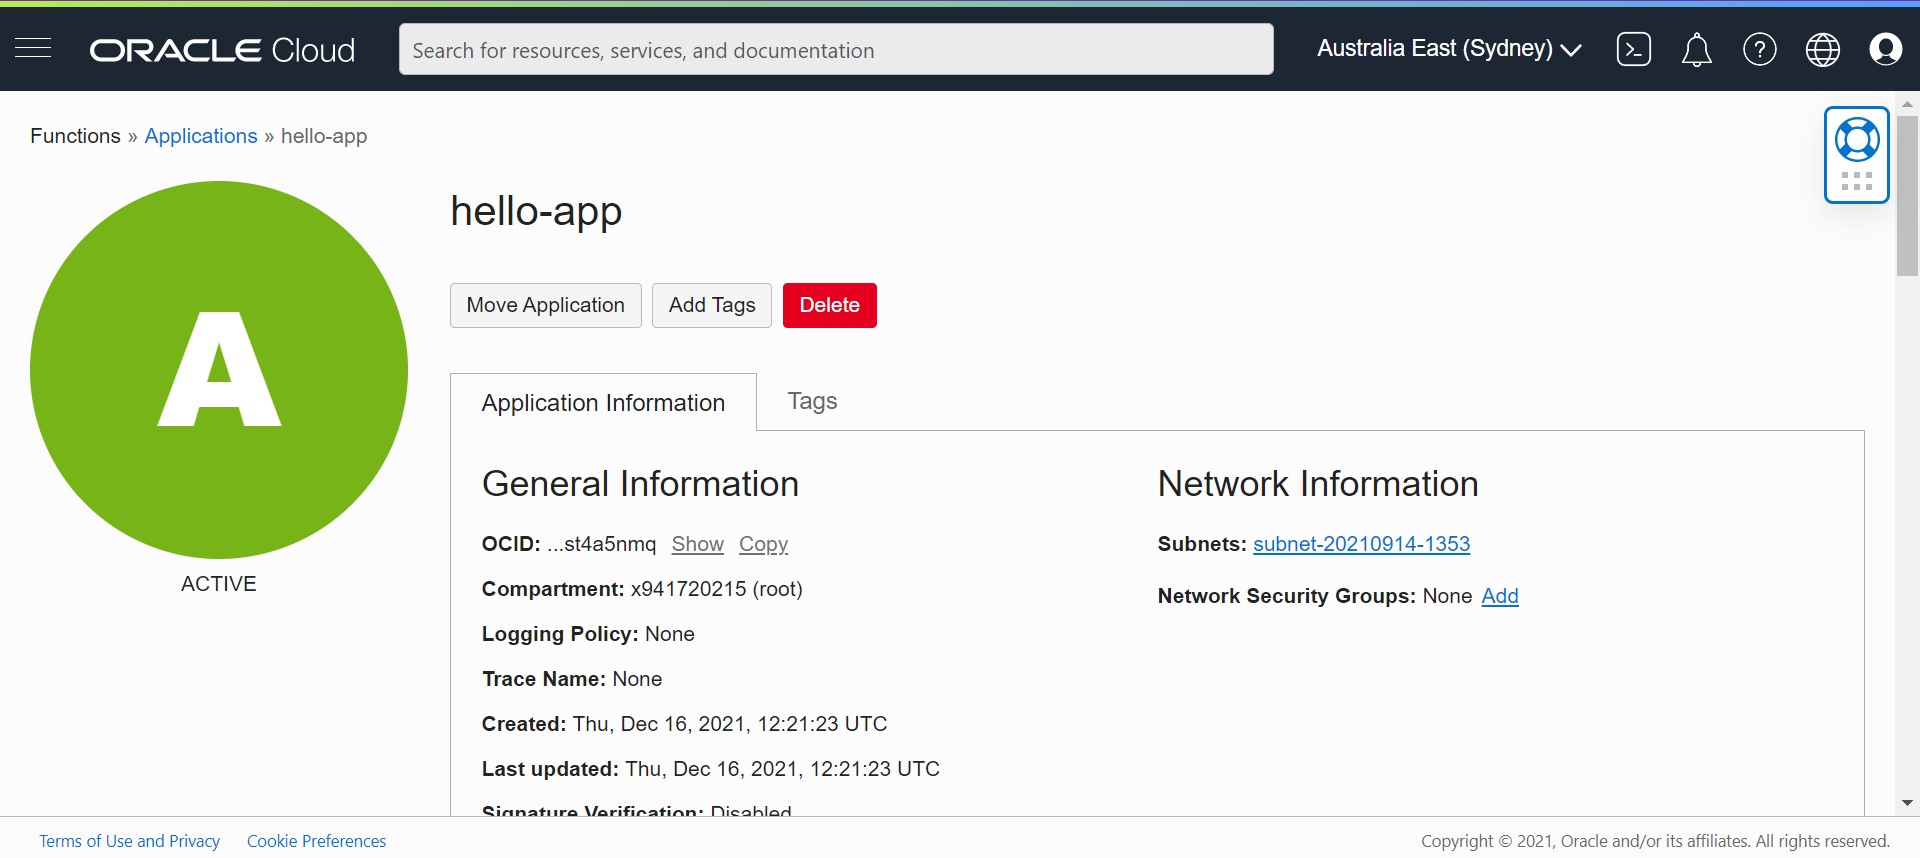 ORACLE Cloud
Search for resources, services, and documentation
Australia East (Sydney)
Functions » Applications » hello-app
A
ACTIVE
hello-app
Move Application Add Tags Delete
Application Information Tags
General Information
OCID: ...st4a5nmq Show Copy
Compartment: x941720215 (root)
Logging Policy: None
Trace Name: None
Created: Thu, Dec 16, 2021, 12:21:23 UTC
Last updated: Thu, Dec 16, 2021, 12:21:23 UTC
Signature Verification: Disabled
Network Information
Subnets: subnet-20210914-1353
Network Security Groups: None Add
Terms of Use and Privacy Cookie Preferences
Copyright © 2021, Oracle and/or its affiliates. All rights reserved.